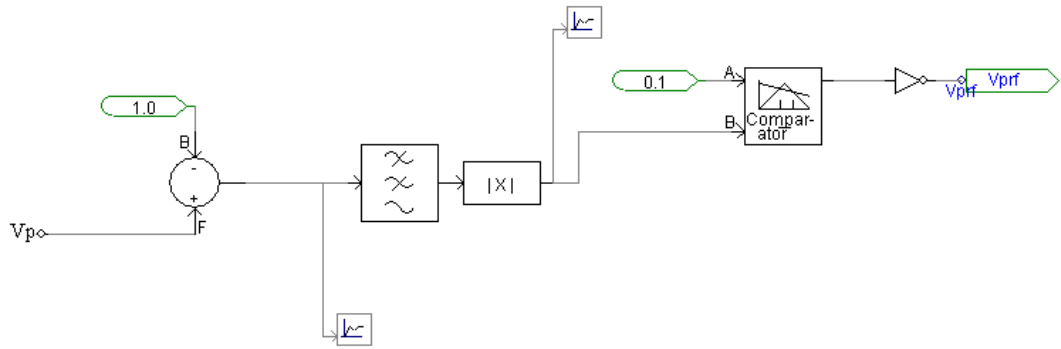 1.0
B
-
+
F
Vp
|X|
0.1
A
B
Compar-
ator
Vprf
Vprf